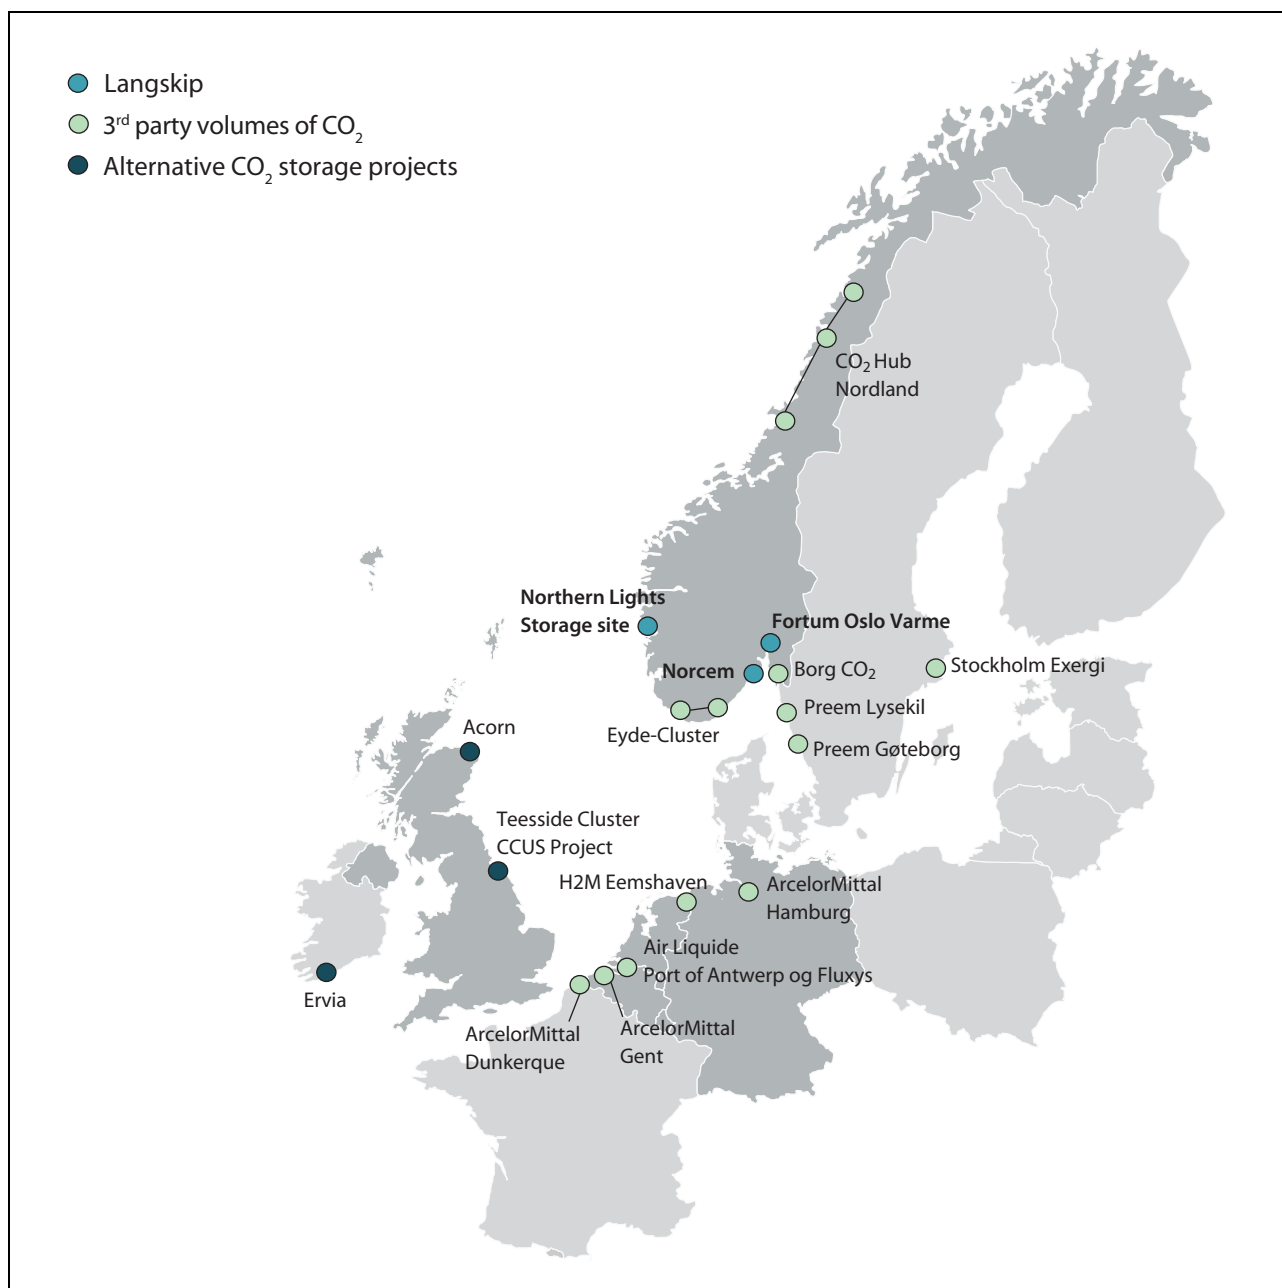 Langskip
3rd party volumes of CO2
Alternative CO2 storage projects
CO2 Hub
Nordland
Northern Lights
Storage site
Fortum Oslo Varme
Norcem
Borg CO2
Stockholm Exergi
Preem Lysekil
Eyde-Cluster
Preem Gøteborg
Acorn
Teesside Cluster
CCUS Project
H2M Eemshaven
ArcelorMittal
Hamburg
Air Liquide
Port of Antwerp og Fluxys
Ervia
ArcelorMittal
Dunkerque
ArcelorMittal
Gent